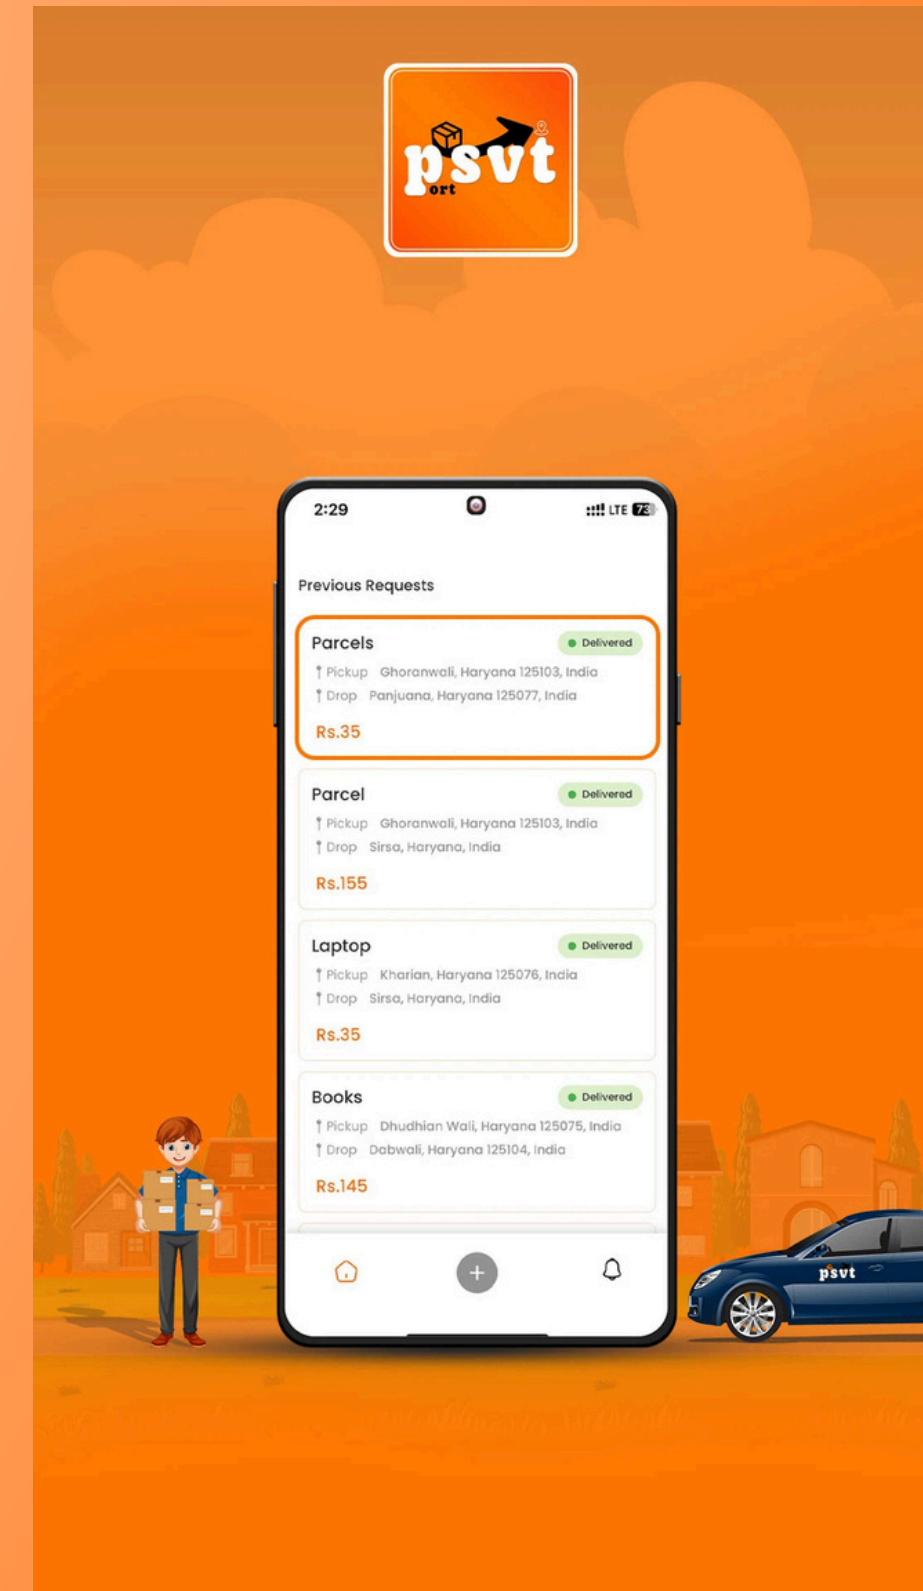 psvt
ort
2:29
LTE 73
Previous Requests
Parcels
Delivered
Pickup Ghoranwali, Haryana 125103, India
Drop Panjuana, Haryana 125077, India
Rs.35
Parcel
Delivered
Pickup Ghoranwali, Haryana 125103, India
Drop Sirsa, Haryana, India
Rs.155
Laptop
Delivered
Pickup Kharian, Haryana 125076, India
Drop Sirsa, Haryana, India
Rs.35
Books
Delivered
Pickup Dhudhian Wali, Haryana 125075, India
Drop Dabwali, Haryana 125104, India
Rs.145
psvt